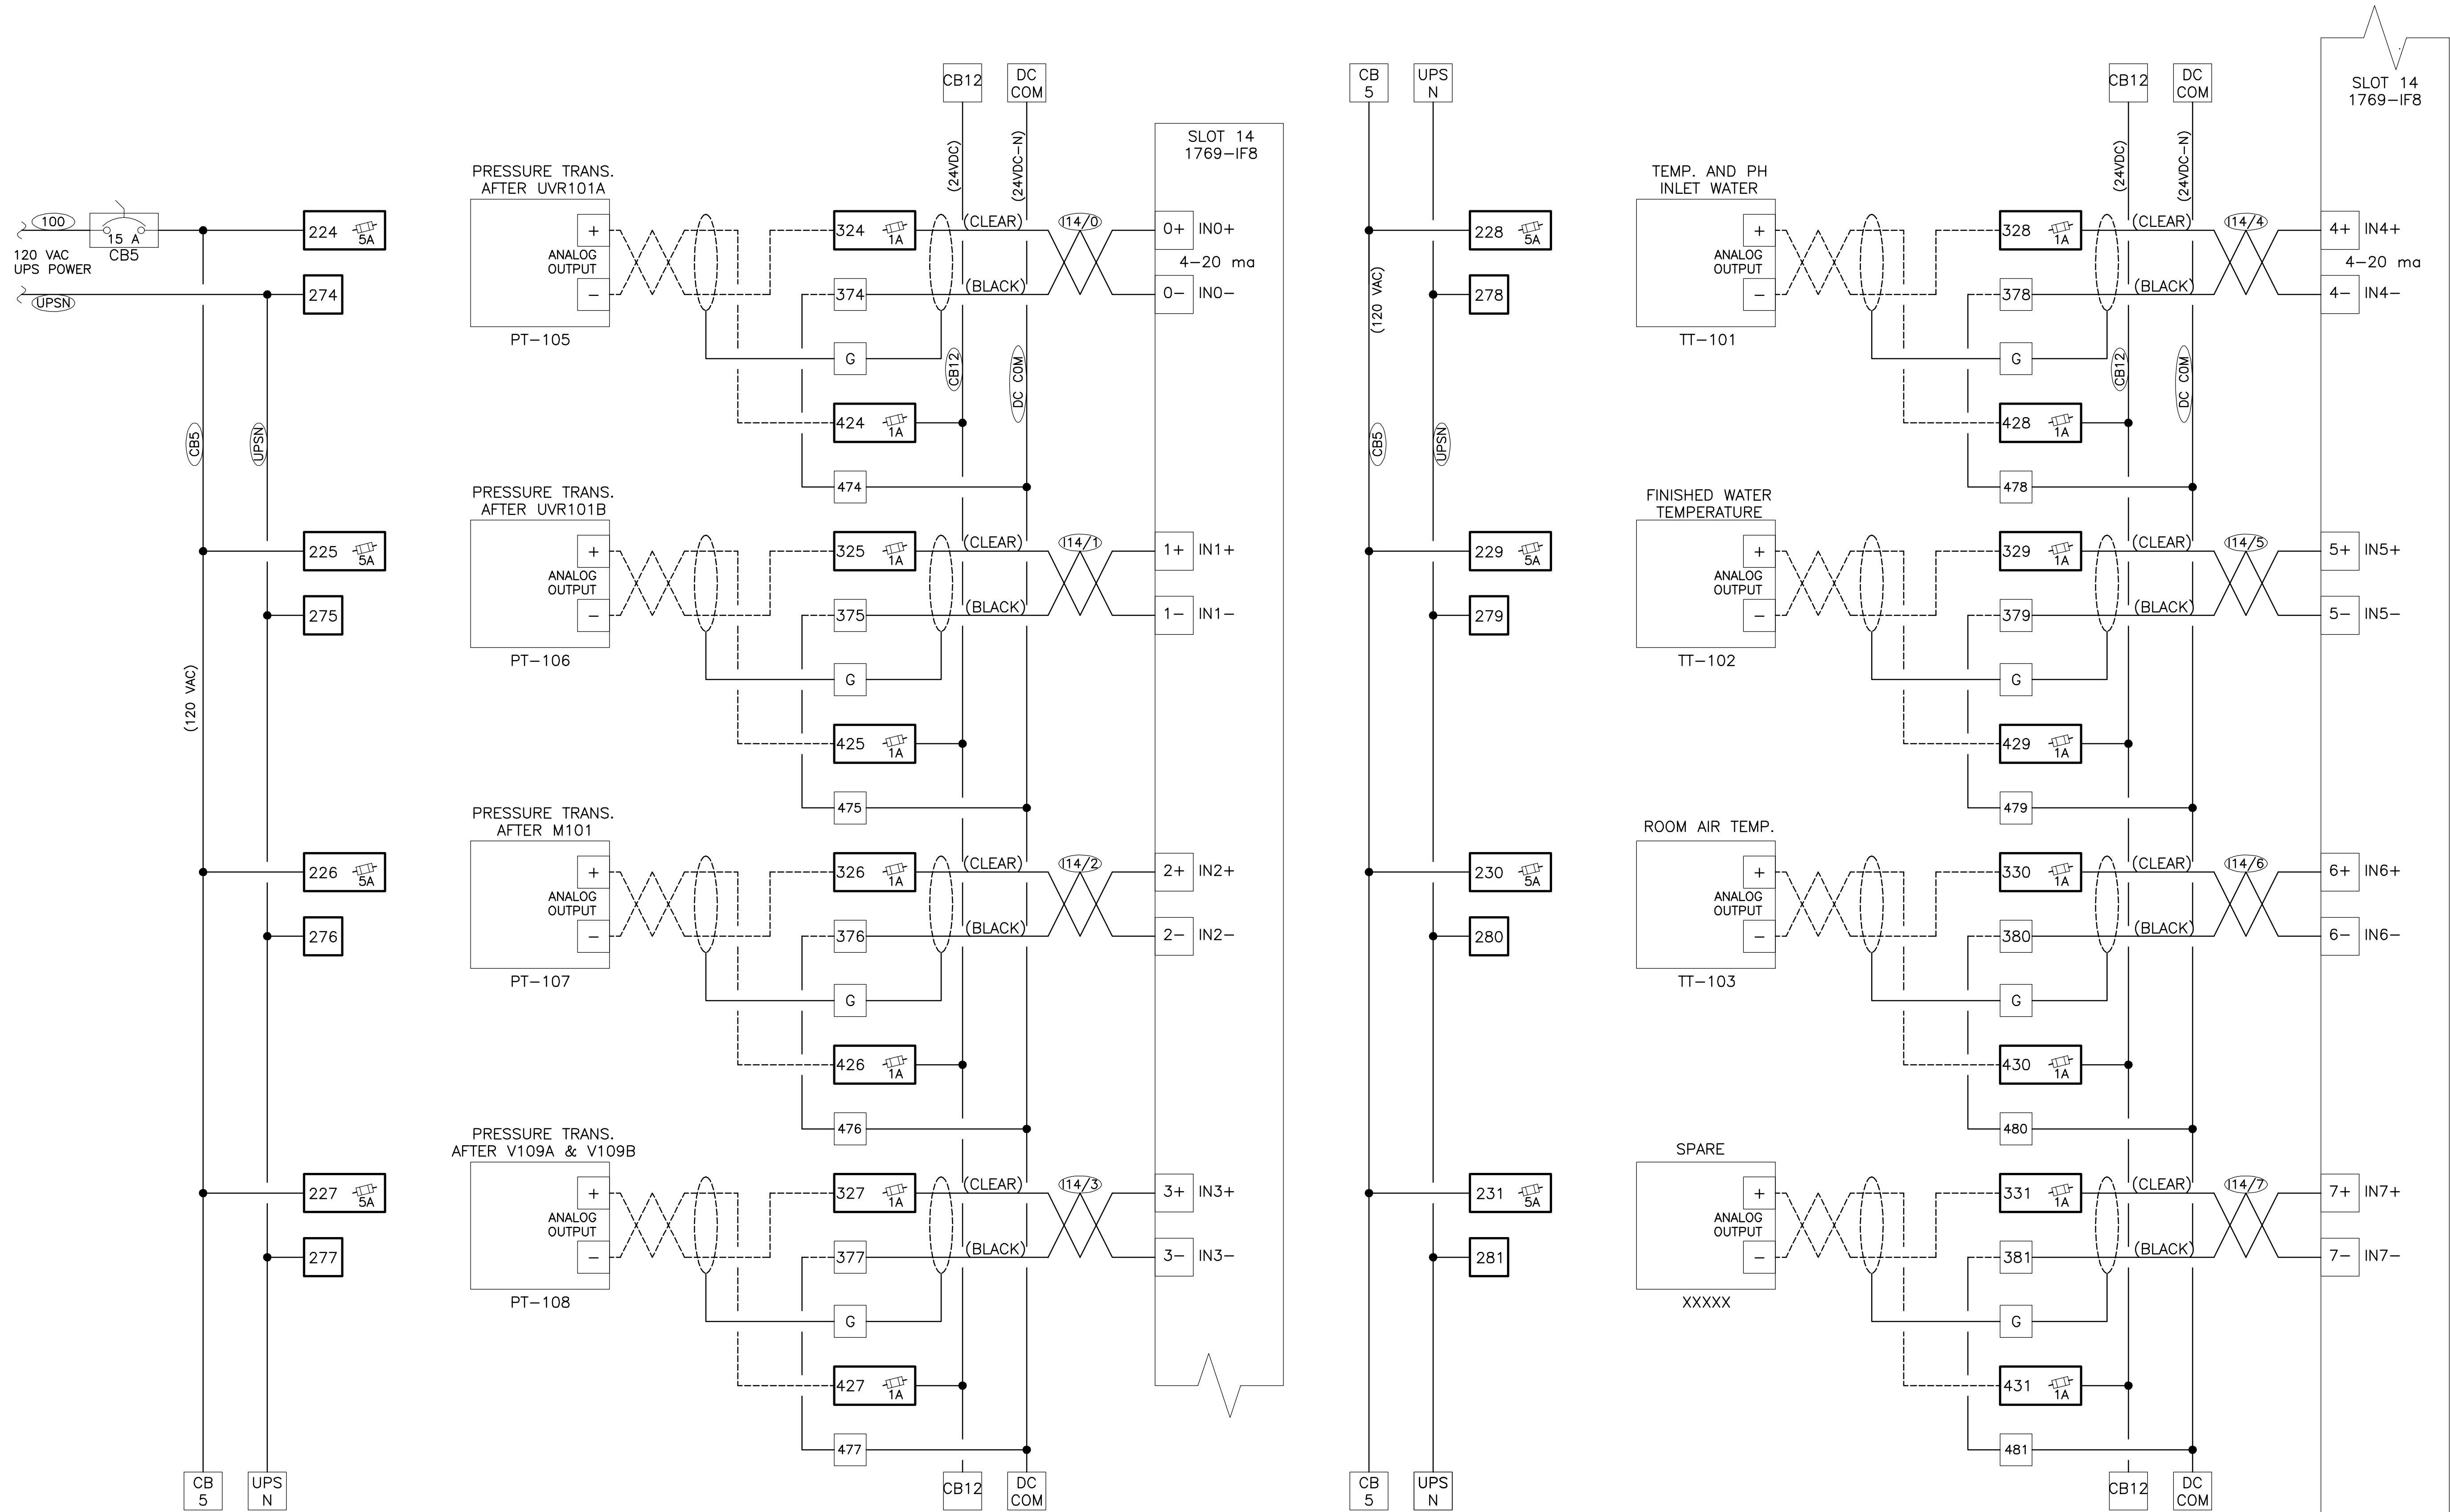 100
15 A
CB5
120 VAC
UPS POWER
UPSN
CB5
UPSN
(120 VAC)
224
5A
274
225
5A
275
226
5A
276
227
5A
277
CB
5
UPS
N
CB12
DC
COM
(24VDC)
(24VDC-N)
CB12
DC COM
SLOT 14
1769-IF8
PRESSURE TRANS.
AFTER UVR101A
+
ANALOG
OUTPUT
-
PT-105
324
1A
(CLEAR)
I14/0
0+ IN0+
4-20 ma
374
(BLACK)
0- IN0-
G
424
1A
474
PRESSURE TRANS.
AFTER UVR101B
+
ANALOG
OUTPUT
-
PT-106
325
1A
(CLEAR)
I14/1
1+ IN1+
375
(BLACK)
1- IN1-
G
425
1A
475
PRESSURE TRANS.
AFTER M101
+
ANALOG
OUTPUT
-
PT-107
326
1A
(CLEAR)
I14/2
2+ IN2+
376
(BLACK)
2- IN2-
G
426
1A
476
PRESSURE TRANS.
AFTER V109A & V109B
+
ANALOG
OUTPUT
-
PT-108
327
1A
(CLEAR)
I14/3
3+ IN3+
377
(BLACK)
3- IN3-
G
427
1A
477
CB12
DC
COM
CB
5
UPS
N
(120 VAC)
CB5
UPSN
228
5A
278
229
5A
279
230
5A
280
231
5A
281
CB
5
UPS
N
CB12
DC
COM
(24VDC)
(24VDC-N)
CB12
DC COM
SLOT 14
1769-IF8
TEMP. AND PH
INLET WATER
+
ANALOG
OUTPUT
-
TT-101
328
1A
(CLEAR)
I14/4
4+ IN4+
4-20 ma
378
(BLACK)
4- IN4-
G
428
1A
478
FINISHED WATER
TEMPERATURE
+
ANALOG
OUTPUT
-
TT-102
329
1A
(CLEAR)
I14/5
5+ IN5+
379
(BLACK)
5- IN5-
G
429
1A
479
ROOM AIR TEMP.
+
ANALOG
OUTPUT
-
TT-103
330
1A
(CLEAR)
I14/6
6+ IN6+
380
(BLACK)
6- IN6-
G
430
1A
480
SPARE
+
ANALOG
OUTPUT
-
XXXXX
331
1A
(CLEAR)
I14/7
7+ IN7+
381
(BLACK)
7- IN7-
G
431
1A
481
CB12
DC
COM